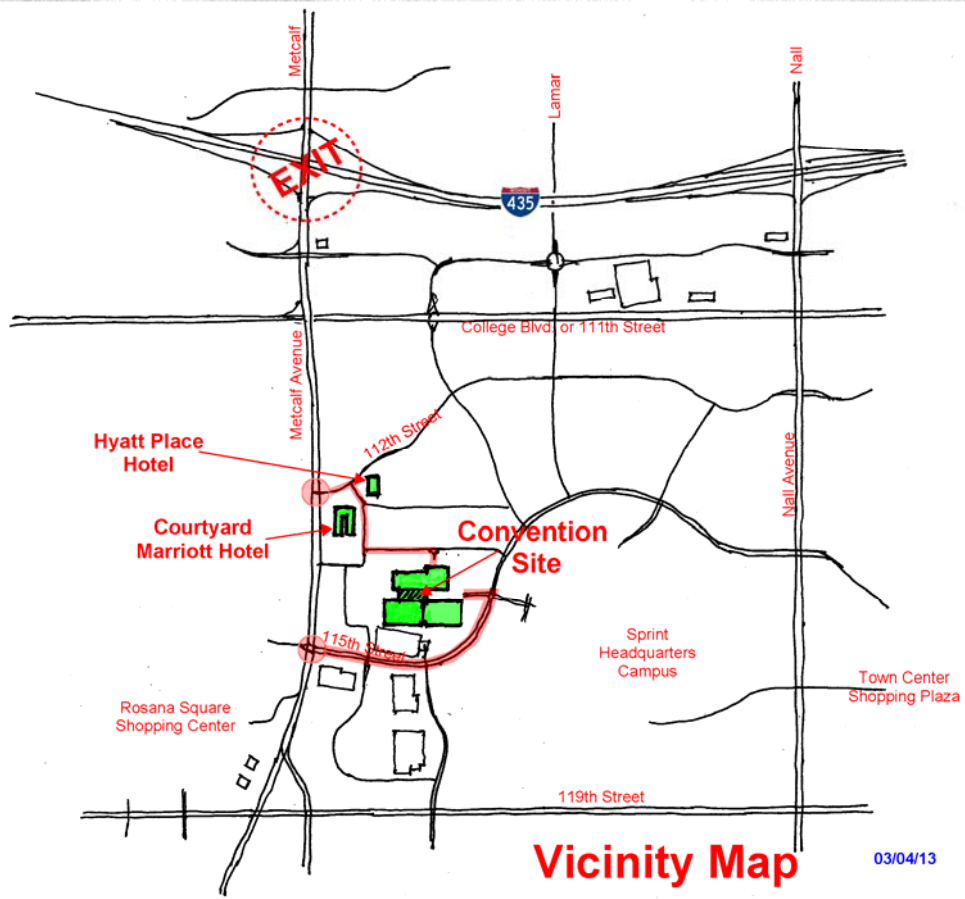 Metcalf
Lamar
Nall
EXIT
435
College Blvd. or 111th Street
Metcalf Avenue
112th Street
Hyatt Place
Hotel
Nall Avenue
Courtyard
Marriott Hotel
Convention
Site
115th Street
Sprint
Headquarters
Campus
Town Center
Shopping Plaza
Rosana Square
Shopping Center
119th Street
Vicinity Map
03/04/13